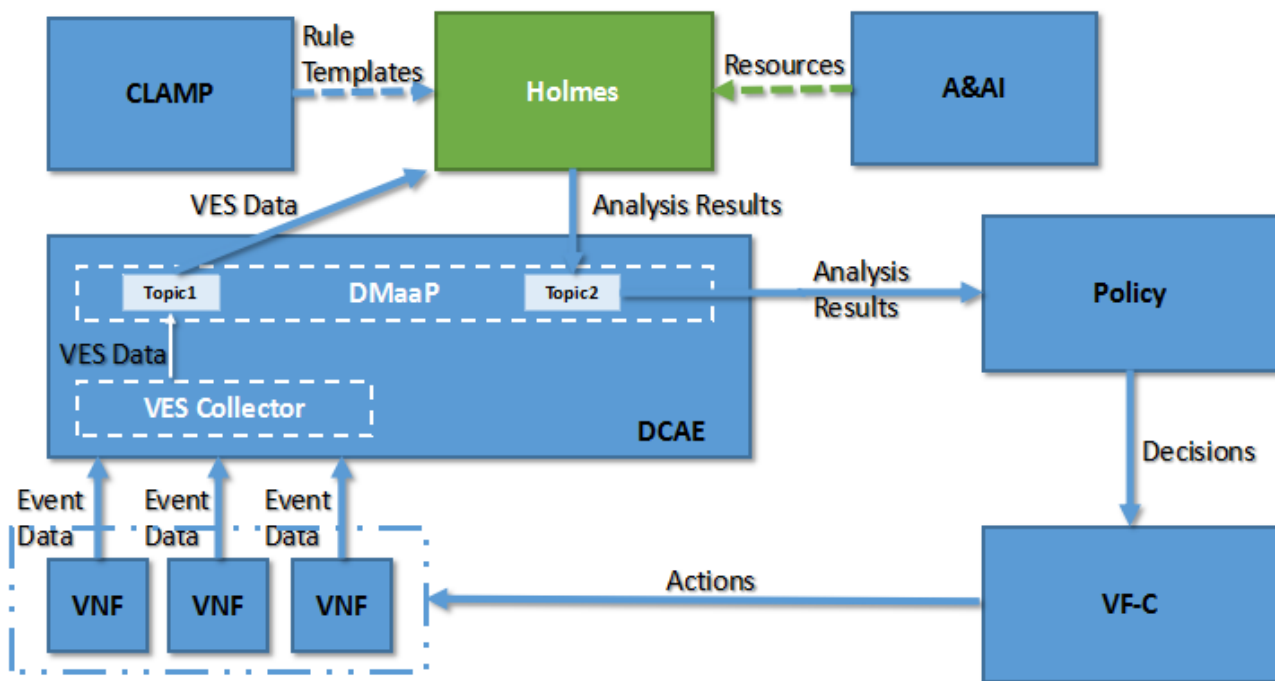 Rule
Templates
CLAMP
Holmes
Resources
A&AI
VES Data
Analysis Results
Topic1
DMaaP
Topic2
Analysis
Results
Policy
VES Data
VES Collector
DCAE
Decisions
Event
Data
Event
Data
Event
Data
VNF
VNF
VNF
Actions
VF-C